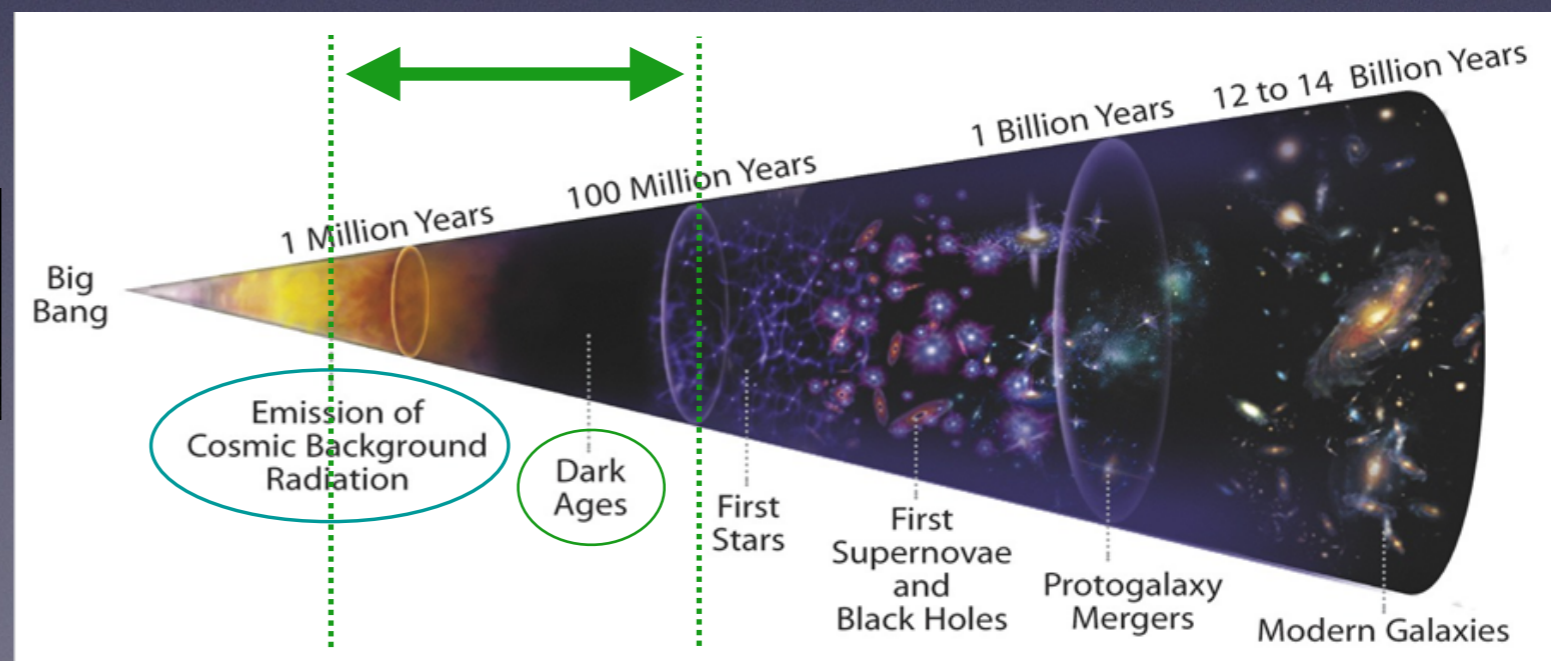 12 to 14 Billion Years
1 Billion Years
100 Million Years
1 Million Years
Big
Bang
Emission of
Cosmic Background
Radiation
Dark
Ages
First
Stars
First
Supernovae
and
Black Holes
Protogalaxy
Mergers
Modern Galaxies